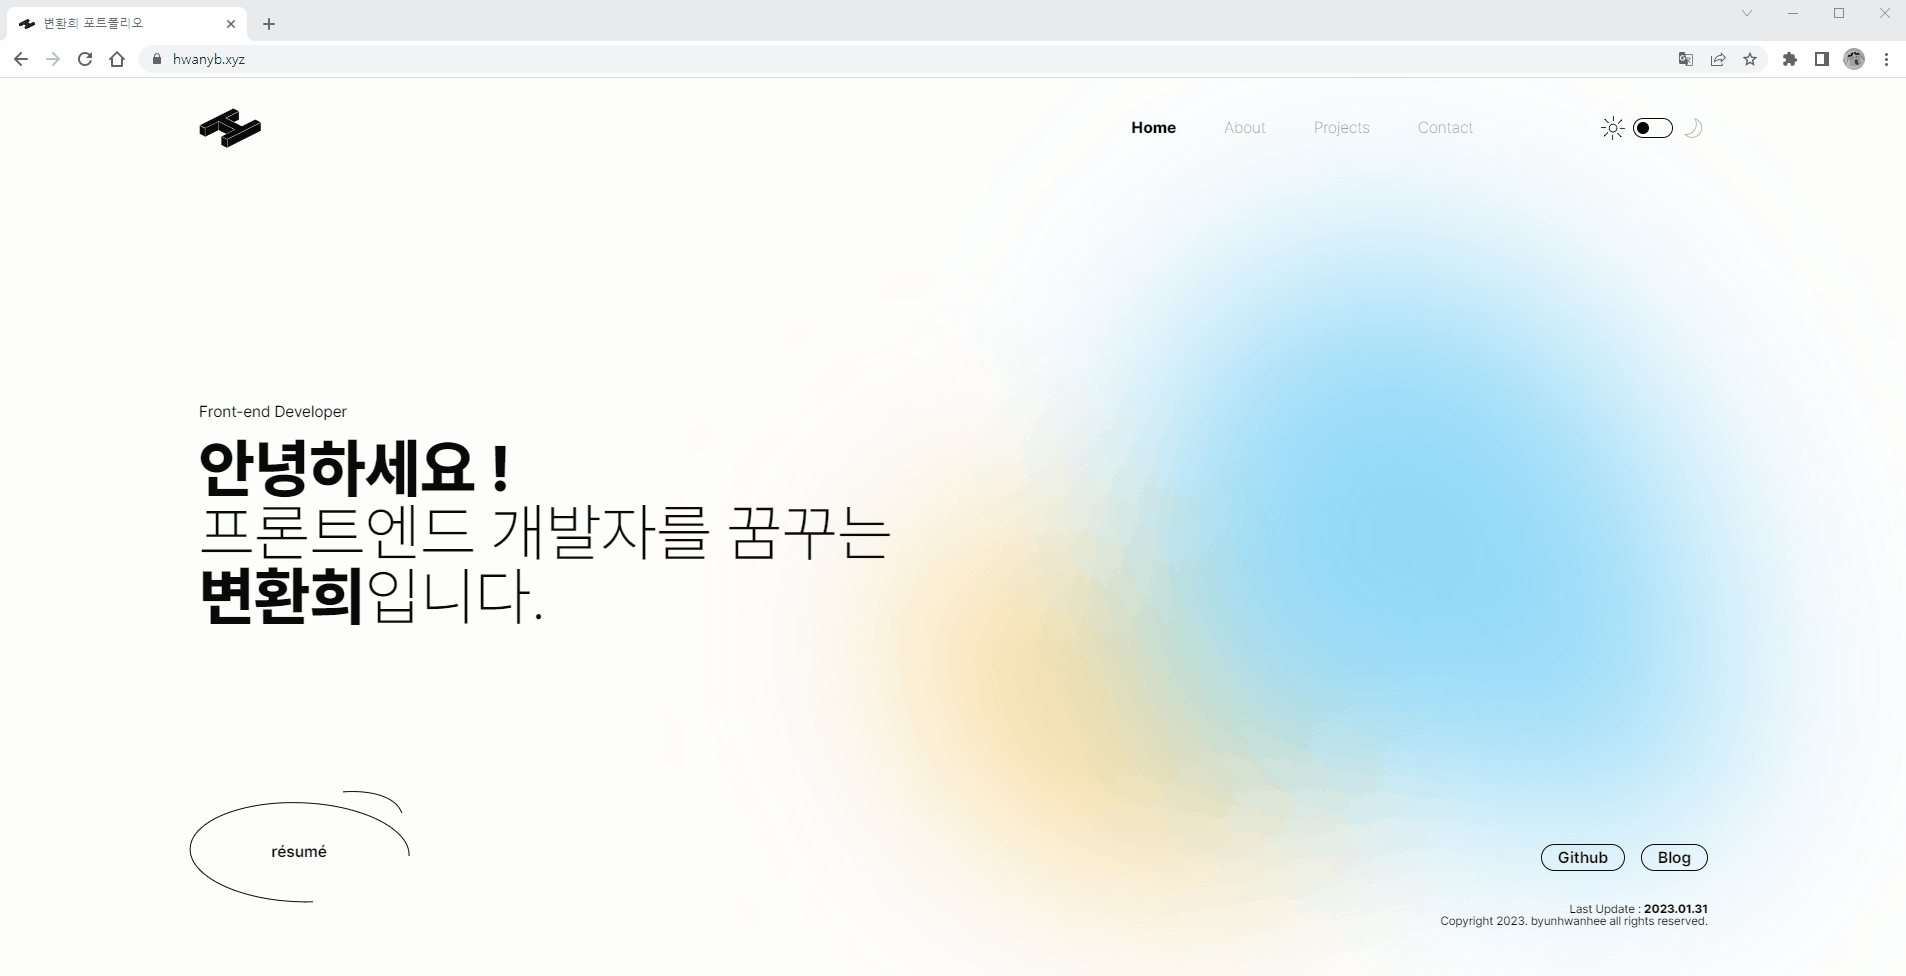 변환희 포트폴리오
hwanyb.xyz
Home About Projects Contact
Front-end Developer
안녕하세요 !
프론트엔드 개발자를 꿈꾸는
변환희입니다.
résumé
Github Blog
Last Update : 2023.01.31
Copyright 2023. byunhwanhee all rights reserved.